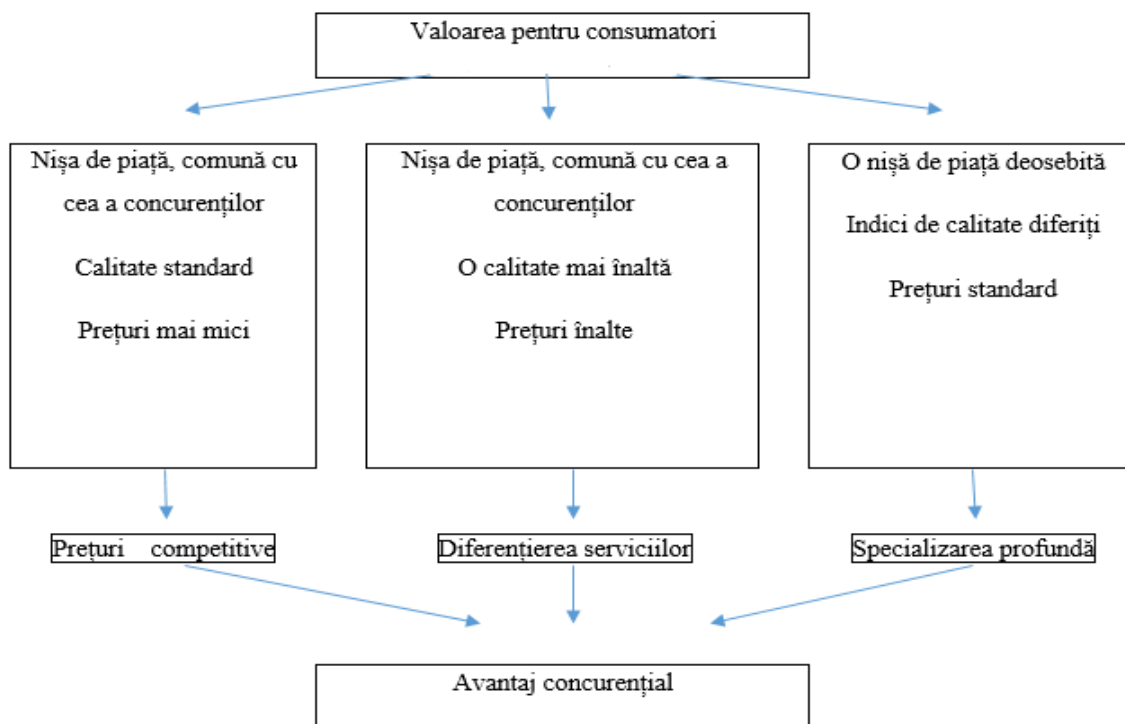 Valoarea pentru consumatori
Nișa de piață, comună cu
cea a concurenților
Calitate standard
Prețuri mai mici
Nișa de piață, comună cu cea a
concurenților
O calitate mai înaltă
Prețuri înalte
O nișă de piață deosebită
Indici de calitate diferiți
Prețuri standard
Prețuri competitive
Diferențierea serviciilor
Specializarea profundă
Avantaj concurențial